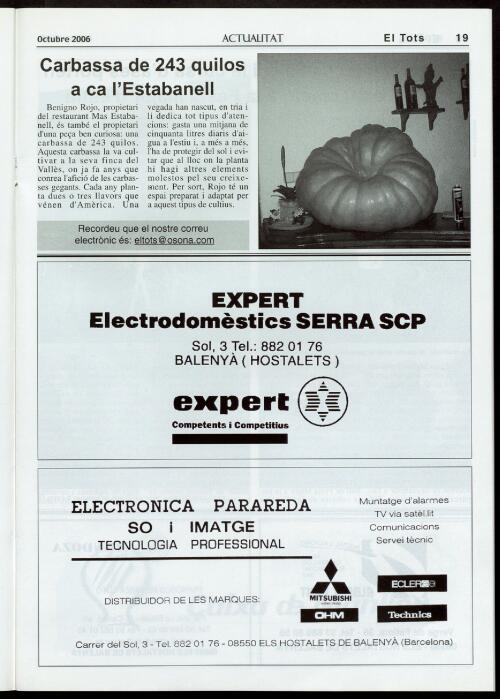 Octubre 2006 ACTUALITAT El Tots 19
Carbassa de 243 quilos
a ca l'Estabanell
Benigno Rojo, propietari
del restaurant Mas Estaba-
nell, és també el propietari
d'una peça ben curiosa: una
carbassa de 243 quilos.
Aquesta carbassa la va cul-
tivar a la seva finca del
Vallès, on ja fa anys que
conrea l'afició de les carbas-
ses gegants. Cada any plan-
ta dues o tres llavors que
vénen d'Amèrica. Una
vegada han nascut, en tria i
li dedica tot tipus d'aten-
cions: gasta una mitjana de
cinquanta litres diaris d'ai-
gua a l'estiu i, a més a més,
l'ha de protegir del sol i evi-
tar que al lloc on la planta
hi hagi altres elements
molestos pel seu creixe-
ment. Per sort, Rojo té un
espai preparat i adaptat per
a aquest tipus de cultius.
Recordeu que el nostre correu
electrònic és: eltots@osona.com
EXPERT
Electrodomèstics SERRA SCP
Sol, 3 Tel.: 882 01 76
BALENYÀ ( HOSTALETS )
expert
Competents i Competitius
ELECTRONICA PARAREDA
SO i IMATGE
TECNOLOGIA PROFESSIONAL
Muntatge d'alarmes
TV via satèl.lit
Comunicacions
Servei tècnic
DISTRIBUIDOR DE LES MARQUES:
MITSUBISHI
OHM
ECLER
Technics
Carrer del Sol, 3 - Tel. 882 01 76 - 08550 ELS HOSTALETS DE BALENYÀ (Barcelona)